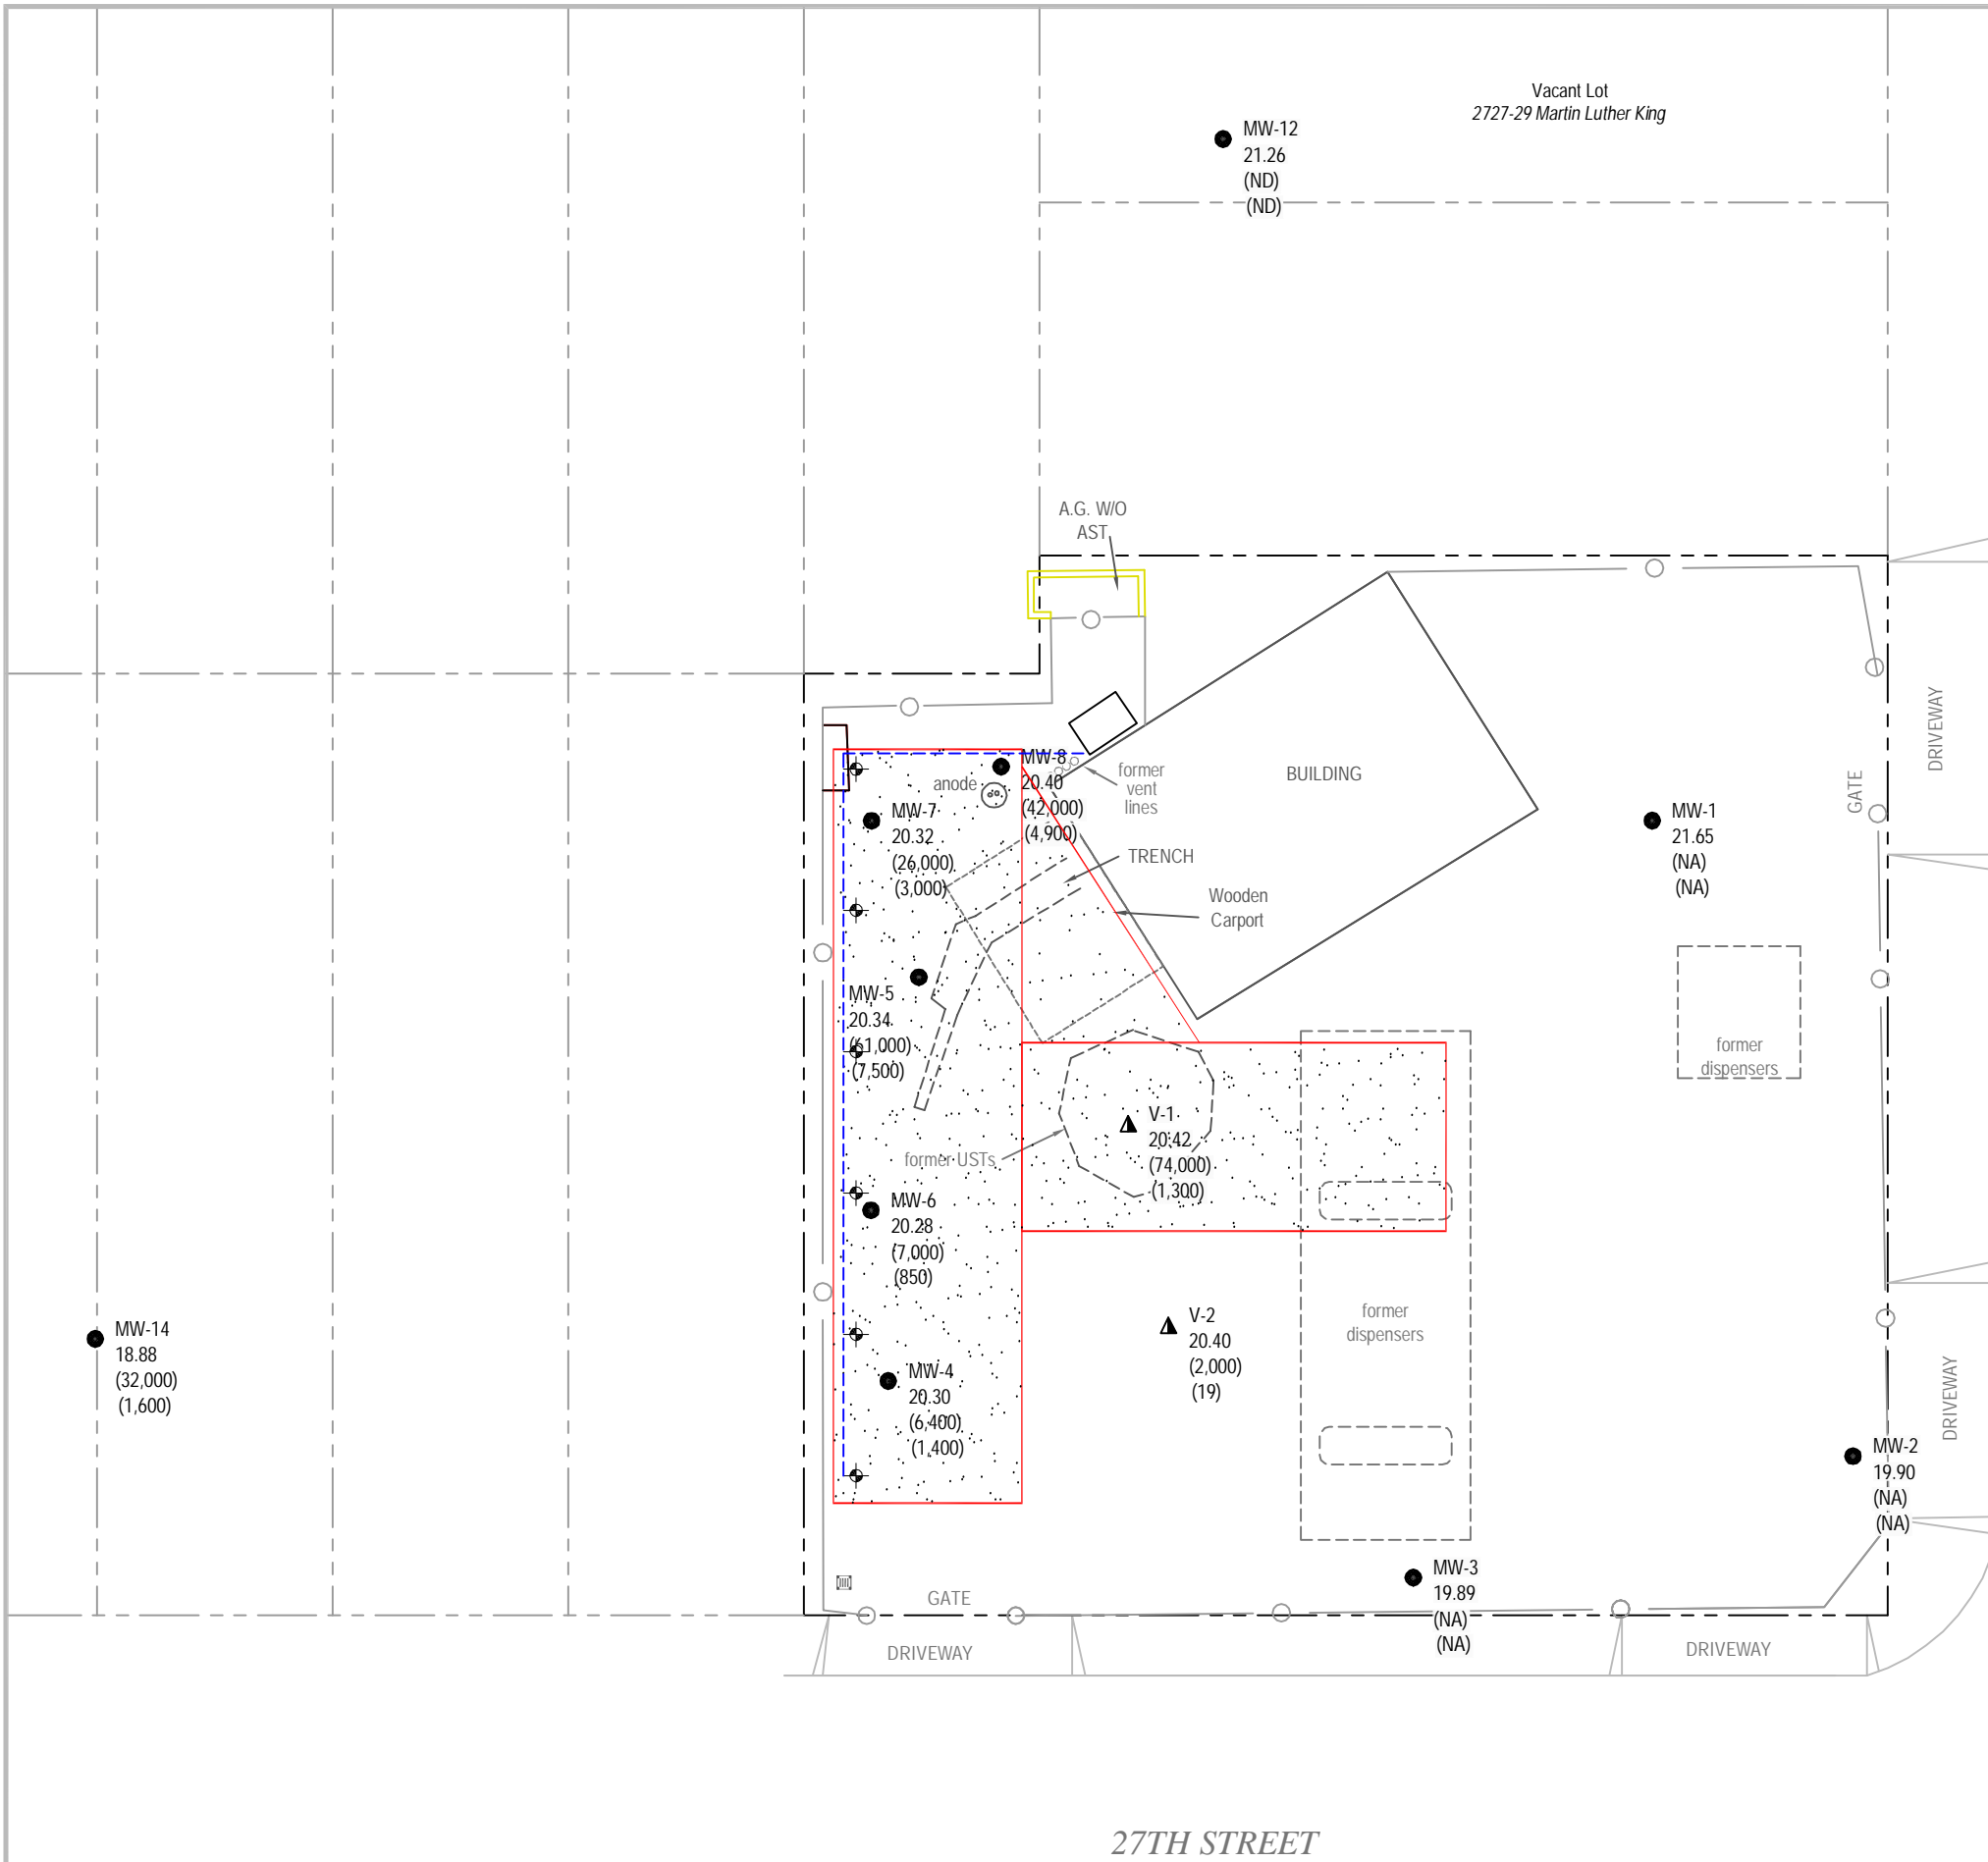 Vacant Lot
2727-29 Martin Luther King
MW-12
21.26
(ND)
(ND)
A.G. W/O
AST
DRIVEWAY
GATE
BUILDING
former
vent
lines
MW-8
20.40
(42,000)
(4,900)
anode
MW-7
20.32
(26,000)
(3,000)
MW-1
21.65
(NA)
(NA)
TRENCH
Wooden
Carport
MW-5
20.34
(61,000)
(7,500)
former
dispensers
V-1
20.42
(74,000)
(1,300)
former USTs
MW-6
20.28
(7,000)
(850)
V-2
20.40
(2,000)
(19)
former
dispensers
MW-14
18.88
(32,000)
(1,600)
MW-4
20.30
(6,400)
(1,400)
DRIVEWAY
MW-2
19.90
(NA)
(NA)
MW-3
19.89
(NA)
(NA)
GATE
DRIVEWAY
DRIVEWAY
27TH STREET